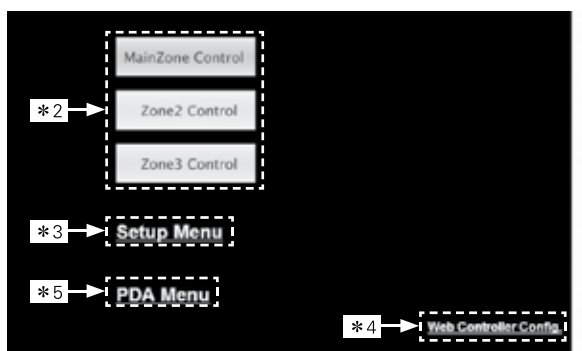 MainZone Control
*2 Zone2 Control
Zone3 Control
*3 Setup Menu
*5 PDA Menu
*4 Web Controller Config.